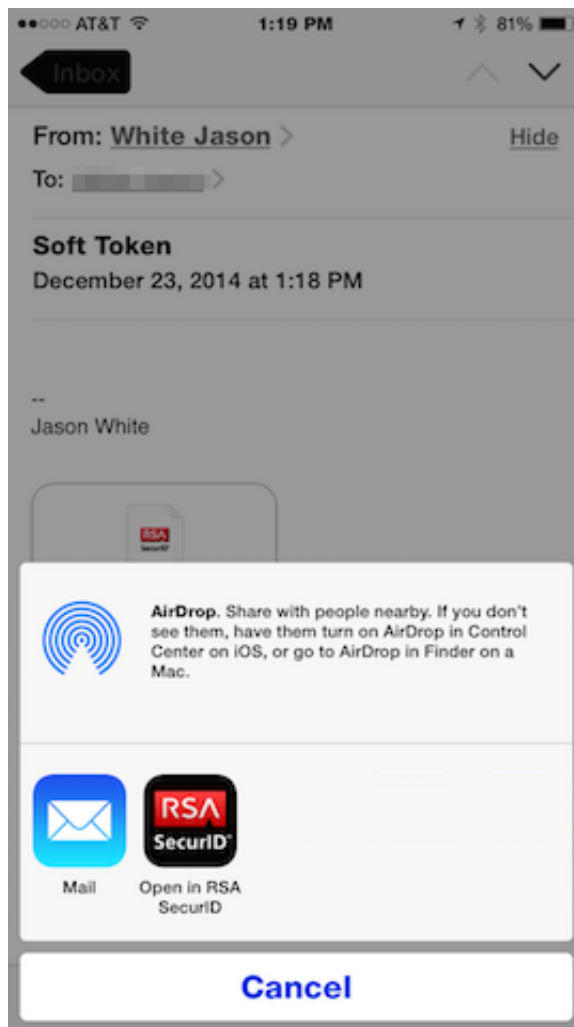 AT&T 1:19 PM 81%
Inbox
From: White Jason > Hide
To: >
Soft Token
December 23, 2014 at 1:18 PM
--
Jason White
RSA
SecurID
AirDrop. Share with people nearby. If you don't
see them, have them turn on AirDrop in Control
Center on iOS, or go to AirDrop in Finder on a
Mac.
RSA
SecurID
Mail Open in RSA
SecurID
Cancel